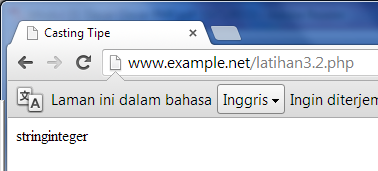 Casting Tipe
www.example.net/latihan3.2.php
Laman ini dalam bahasa Inggris Ingin diterjem
stringinteger